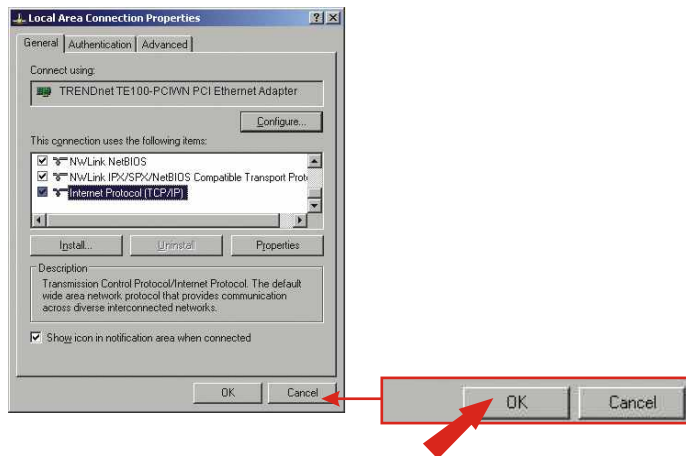 Local Area Connection Properties
General Authentication Advanced
Connect using:
TRENDnet TE100-PCIWN PCI Ethernet Adapter
Configure...
This connection uses the following items:
NWLink NetBIOS
NWLink IPX/SPX/NetBIOS Compatible Transport Proto
Internet Protocol (TCP/IP)
Install... Uninstall Properties
Description
Transmission Control Protocol/Internet Protocol. The default
wide area network protocol that provides communication
across diverse interconnected networks.
Show icon in notification area when connected
OK Cancel
OK Cancel